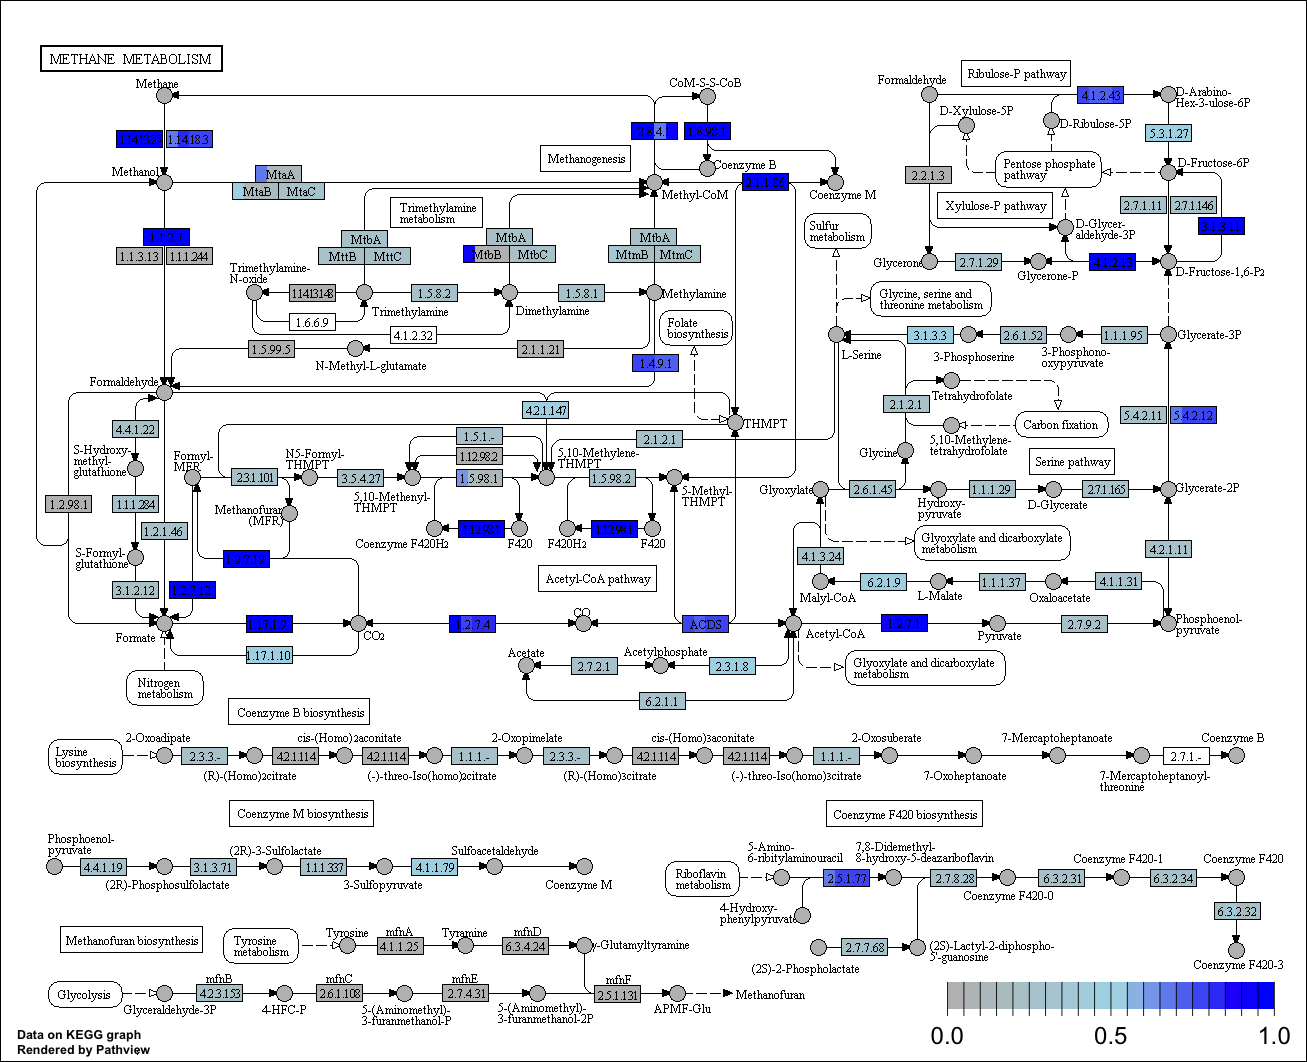 METHANE METABOLISM
Methane
CoM-S-S-CoB
Formaldehyde
Ribulose-P pathway
4.1.2.43
D-Arabino-
Hex-3-ulose-6P
D-Xylulose-5P
D-Ribulose-5P
1.14.18.3
5.3.1.27
Methanogenesis
Coenzyme B
Methanol
MtaA
MtaB
MtaC
Methyl-CoM
Coenzyme M
2.2.1.3
Pentose phosphate
pathway
D-Fructose-6P
Xylulose-P pathway
2.7.1.11
2.7.1.146
Trimethylamine
metabolism
Sulfur
metabolism
D-Glycer-
aldehyde-3P
MtbA
MttB
MttC
MtbA
MtbB
MtbC
MtbA
MtmB
MtmC
1.1.3.13
1.1.1.244
Glycerone
2.7.1.29
Glycerone-P
D-Fructose-1,6-P2
Trimethylamine-
N-oxide
1.14.13.148
Trimethylamine
1.5.8.2
Dimethylamine
1.5.8.1
Methylamine
Glycine, serine and
threonine metabolism
1.6.6.9
4.1.2.32
Folate
biosynthesis
1.5.99.5
N-Methyl-L-glutamate
2.1.1.21
1.4.9.1
L-Serine
3.1.3.3
3-Phosphoserine
2.6.1.52
3-Phosphono-
oxypyruvate
1.1.1.95
Glycerate-3P
Formaldehyde
Tetrahydrofolate
2.1.2.1
Carbon fixation
5,10-Methylene-
tetrahydrofolate
5.4.2.11
5.4.2.12
4.2.1.147
THMPT
4.4.1.22
S-Hydroxy-
methyl-
glutathione
Formyl-
MFR
N5-Formyl-
THMPT
1.5.1.-
1.12.98.2
5,10-Methylene-
THMPT
2.1.2.1
Glycine
Serine pathway
2.3.1.101
3.5.4.27
5,10-Methenyl-
THMPT
1.5.98.1
1.5.98.2
5-Methyl-
THMPT
Glyoxylate
2.6.1.45
Hydroxy-
pyruvate
1.1.1.29
D-Glycerate
2.7.1.165
Glycerate-2P
1.2.98.1
1.1.1.284
Methanofuran
(MFR)
1.2.1.46
Coenzyme F420H2
F420
F420H2
F420
Glyoxylate and dicarboxylate
metabolism
S-Formyl-
glutathione
4.1.3.24
4.2.1.11
3.1.2.12
Acetyl-CoA pathway
Malyl-CoA
6.2.1.9
L-Malate
1.1.1.37
Oxaloacetate
4.1.1.31
Formate
CO2
1.2.7.4
CO
ACDS
Acetyl-CoA
Pyruvate
2.7.9.2
Phosphoenol-
pyruvate
1.17.1.10
Acetate
2.7.2.1
Acetylphosphate
2.3.1.8
Glyoxylate and dicarboxylate
metabolism
Nitrogen
metabolism
6.2.1.1
Coenzyme B biosynthesis
Lysine
biosynthesis
2-Oxoadipate
2.3.3.-
(R)-(Homo)2citrate
4.2.1.114
cis-(Homo)2aconitate
4.2.1.114
(-)-threo-Iso(homo)2citrate
1.1.1.-
2-Oxopimelate
2.3.3.-
(R)-(Homo)3citrate
4.2.1.114
cis-(Homo)3aconitate
4.2.1.114
(-)-threo-Iso(homo)3citrate
1.1.1.-
2-Oxosuberate
7-Oxoheptanoate
7-Mercaptoheptanoate
7-Mercaptoheptanoyl-
threonine
2.7.1.-
Coenzyme B
Coenzyme M biosynthesis
Phosphoenol-
pyruvate
4.4.1.19
(2R)-Phosphosulfolactate
3.1.3.71
(2R)-3-Sulfolactate
1.1.1.337
3-Sulfopyruvate
4.1.1.79
Sulfoacetaldehyde
Coenzyme M
Coenzyme F420 biosynthesis
Riboflavin
metabolism
5-Amino-
6-ribitylaminouracil
2.5.1.77
7,8-Didemethyl-
8-hydroxy-5-deazariboflavin
2.7.8.28
Coenzyme F420-0
6.3.2.31
Coenzyme F420-1
6.3.2.34
Coenzyme F420
4-Hydroxy-
phenylpyruvate
6.3.2.32
(2S)-2-Phospholactate
2.7.7.68
(2S)-Lactyl-2-diphospho-
5'-guanosine
Coenzyme F420-3
Methanofuran biosynthesis
Tyrosine
metabolism
Tyrosine
mfnA
4.1.1.25
Tyramine
mfnD
6.3.4.24
γ-Glutamyltyramine
Glycolysis
Glyceraldehyde-3P
mfnB
4.2.3.153
4-HFC-P
mfnC
2.6.1.108
5-(Aminomethyl)-
3-furanmethanol-P
mfnE
2.7.4.31
5-(Aminomethyl)-
3-furanmethanol-2P
mfnF
2.5.1.131
APMF-Glu
Methanofuran
0.0
0.5
1.0
Data on KEGG graph
Rendered by Pathview